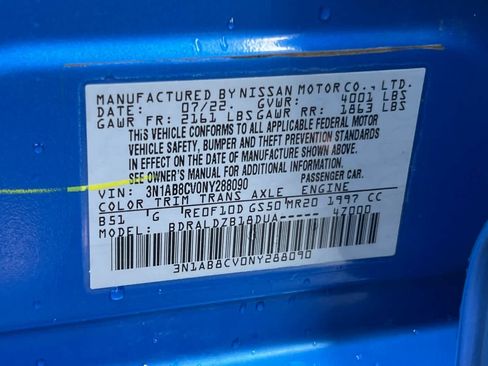 MANUFACTURED BY NISSAN MOTOR CO., LTD.
DATE: 07/22. GVWR: 4001 LBS
GAWR FR: 2161 LBS GAWR RR: 1863 LBS
THIS VEHICLE CONFORMS TO ALL APPLICABLE FEDERAL MOTOR
VEHICLE SAFETY, BUMPER AND THEFT PREVENTION STANDARDS
IN EFFECT ON THE DATE OF MANUFACTURE SHOWN ABOVE.
SEE OWNER'S MANUAL FOR ADDITIONAL INFORMATION.
VIN: 3N1AB8CV0NY288090 PASSENGER CAR.
COLOR TRIM TRANS AXLE ENGINE
B51 'G RE0F10D GS50 MR20 1997 CC
MODEL: BDRALDZB18DUA---- 4Z000
3N1AB8CV0NY288090